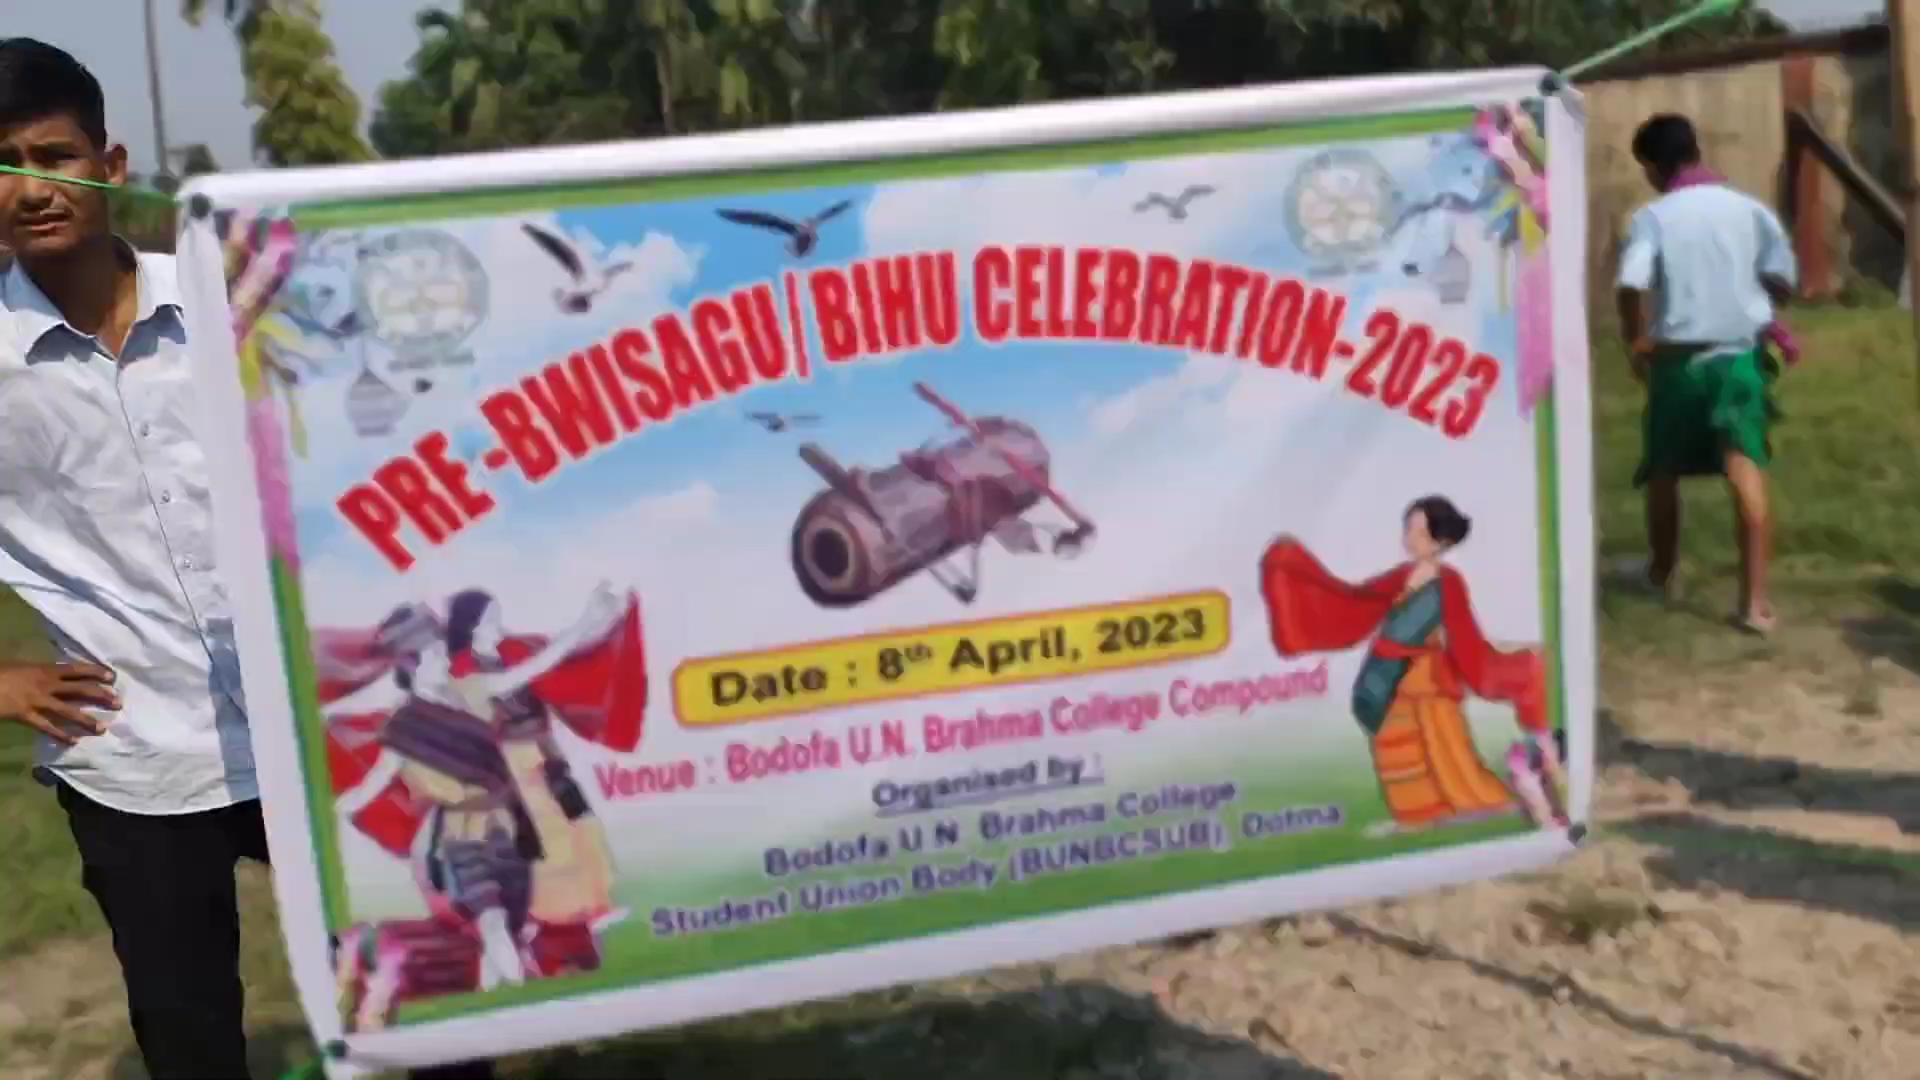 PRE-BWISAGU/BIHU CELEBRATION-2023
Date : 8th April, 2023
Venue : Bodofa U.N. Brahma College Compound
Organised by :
Bodofa U N Brahma College
Student Union Body (BUNBCSUB), Dotma